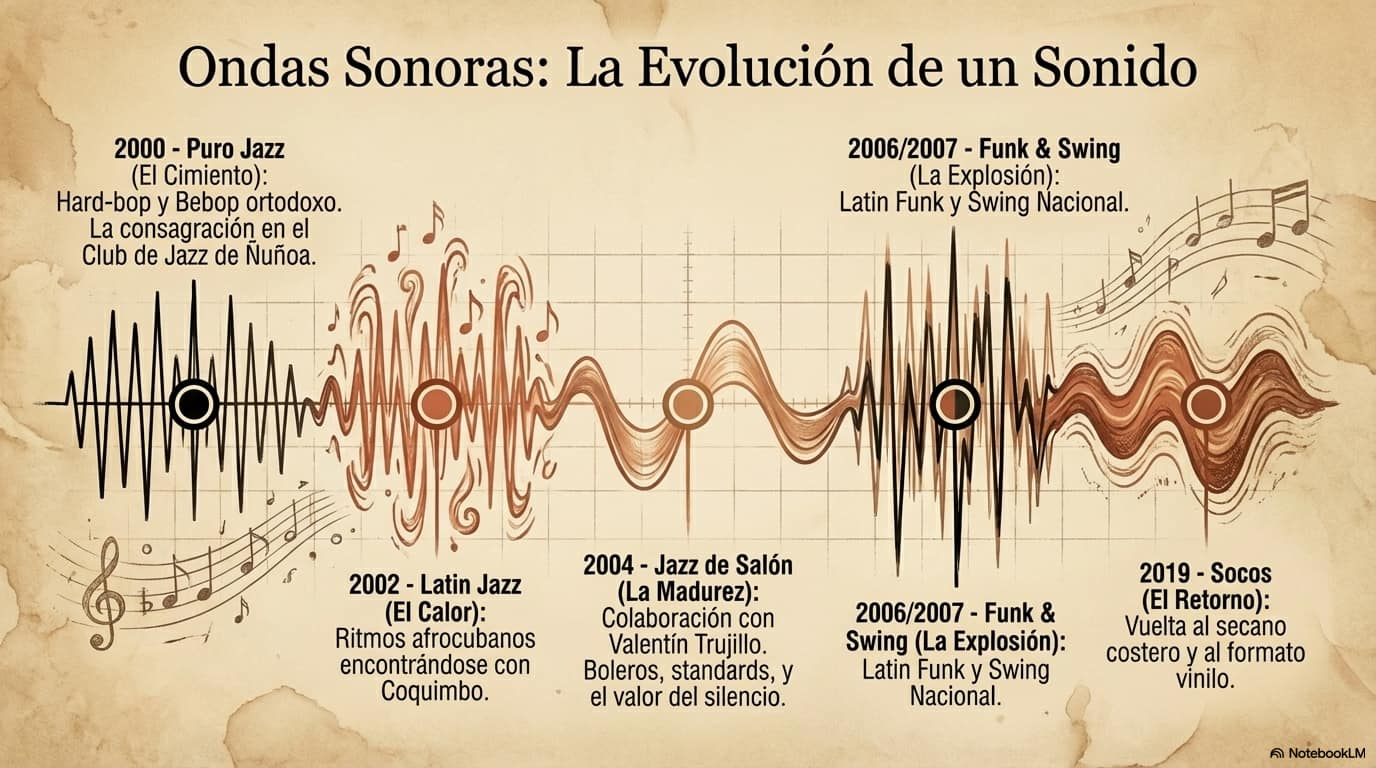 Ondas Sonoras: La Evolución de un Sonido
2000 - Puro Jazz
(El Cimiento):
Hard-bop y Bebop ortodoxo.
La consagración en el
Club de Jazz de Ñuñoa.
2002 - Latin Jazz
(El Calor):
Ritmos afrocubanos
encontrándose con
Coquimbo.
2004 - Jazz de Salón
(La Madurez):
Colaboración con
Valentín Trujillo.
Boleros, standards, y
el valor del silencio.
2006/2007 - Funk & Swing
(La Explosión):
Latin Funk y Swing Nacional.
2006/2007 - Funk &
Swing (La Explosión):
Latin Funk y Swing
Nacional.
2019 - Socos
(El Retorno):
Vuelta al secano
costero y al formato
vinilo.
NotebookLM